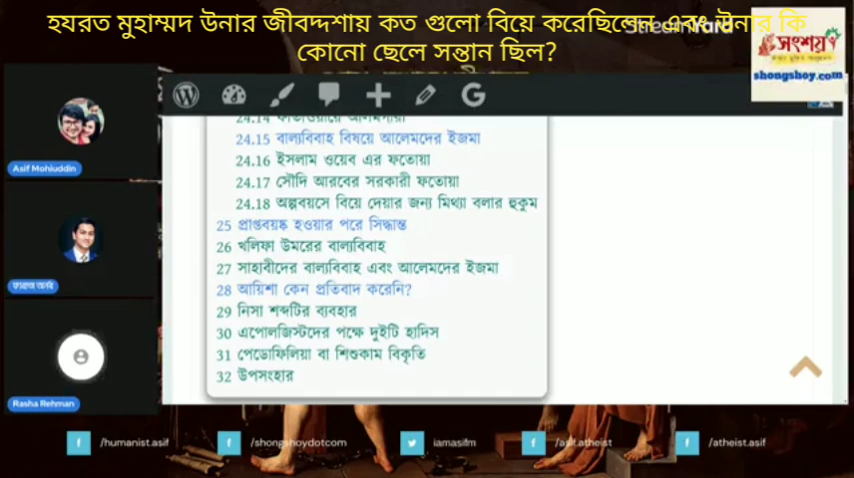 হযরত মুহাম্মদ উনার জীবদ্দশায় কত গুলো বিয়ে করেছিলেন এবং উনার কি
কোনো ছেলে সন্তান ছিল?
StreamYard
সংশয়
shongshoy.com
24.15 বাল্যবিবাহ বিষয়ে আলেমদের ইজমা
24.16 ইসলাম ওয়েব এর ফতোয়া
24.17 সৌদি আরবের সরকারী ফতোয়া
24.18 অল্পবয়সে বিয়ে দেয়ার জন্য মিথ্যা বলার হুকুম
25 প্রাপ্তবয়ষ্ক হওয়ার পরে সিদ্ধান্ত
26 খলিফা উমরের বাল্যবিবাহ
27 সাহাবীদের বাল্যবিবাহ এবং আলেমদের ইজমা
28 আয়িশা কেন প্রতিবাদ করেনি?
29 নিসা শব্দটির ব্যবহার
30 এপোলজিস্টদের পক্ষে দুইটি হাদিস
31 পেডোফিলিয়া বা শিশুকাম বিকৃতি
32 উপসংহার
Asif Mohiuddin
Rasha Rehman
/humanist.asif
/shongshoydotcom
iamasifm
/asif.atheist
/atheist.asif